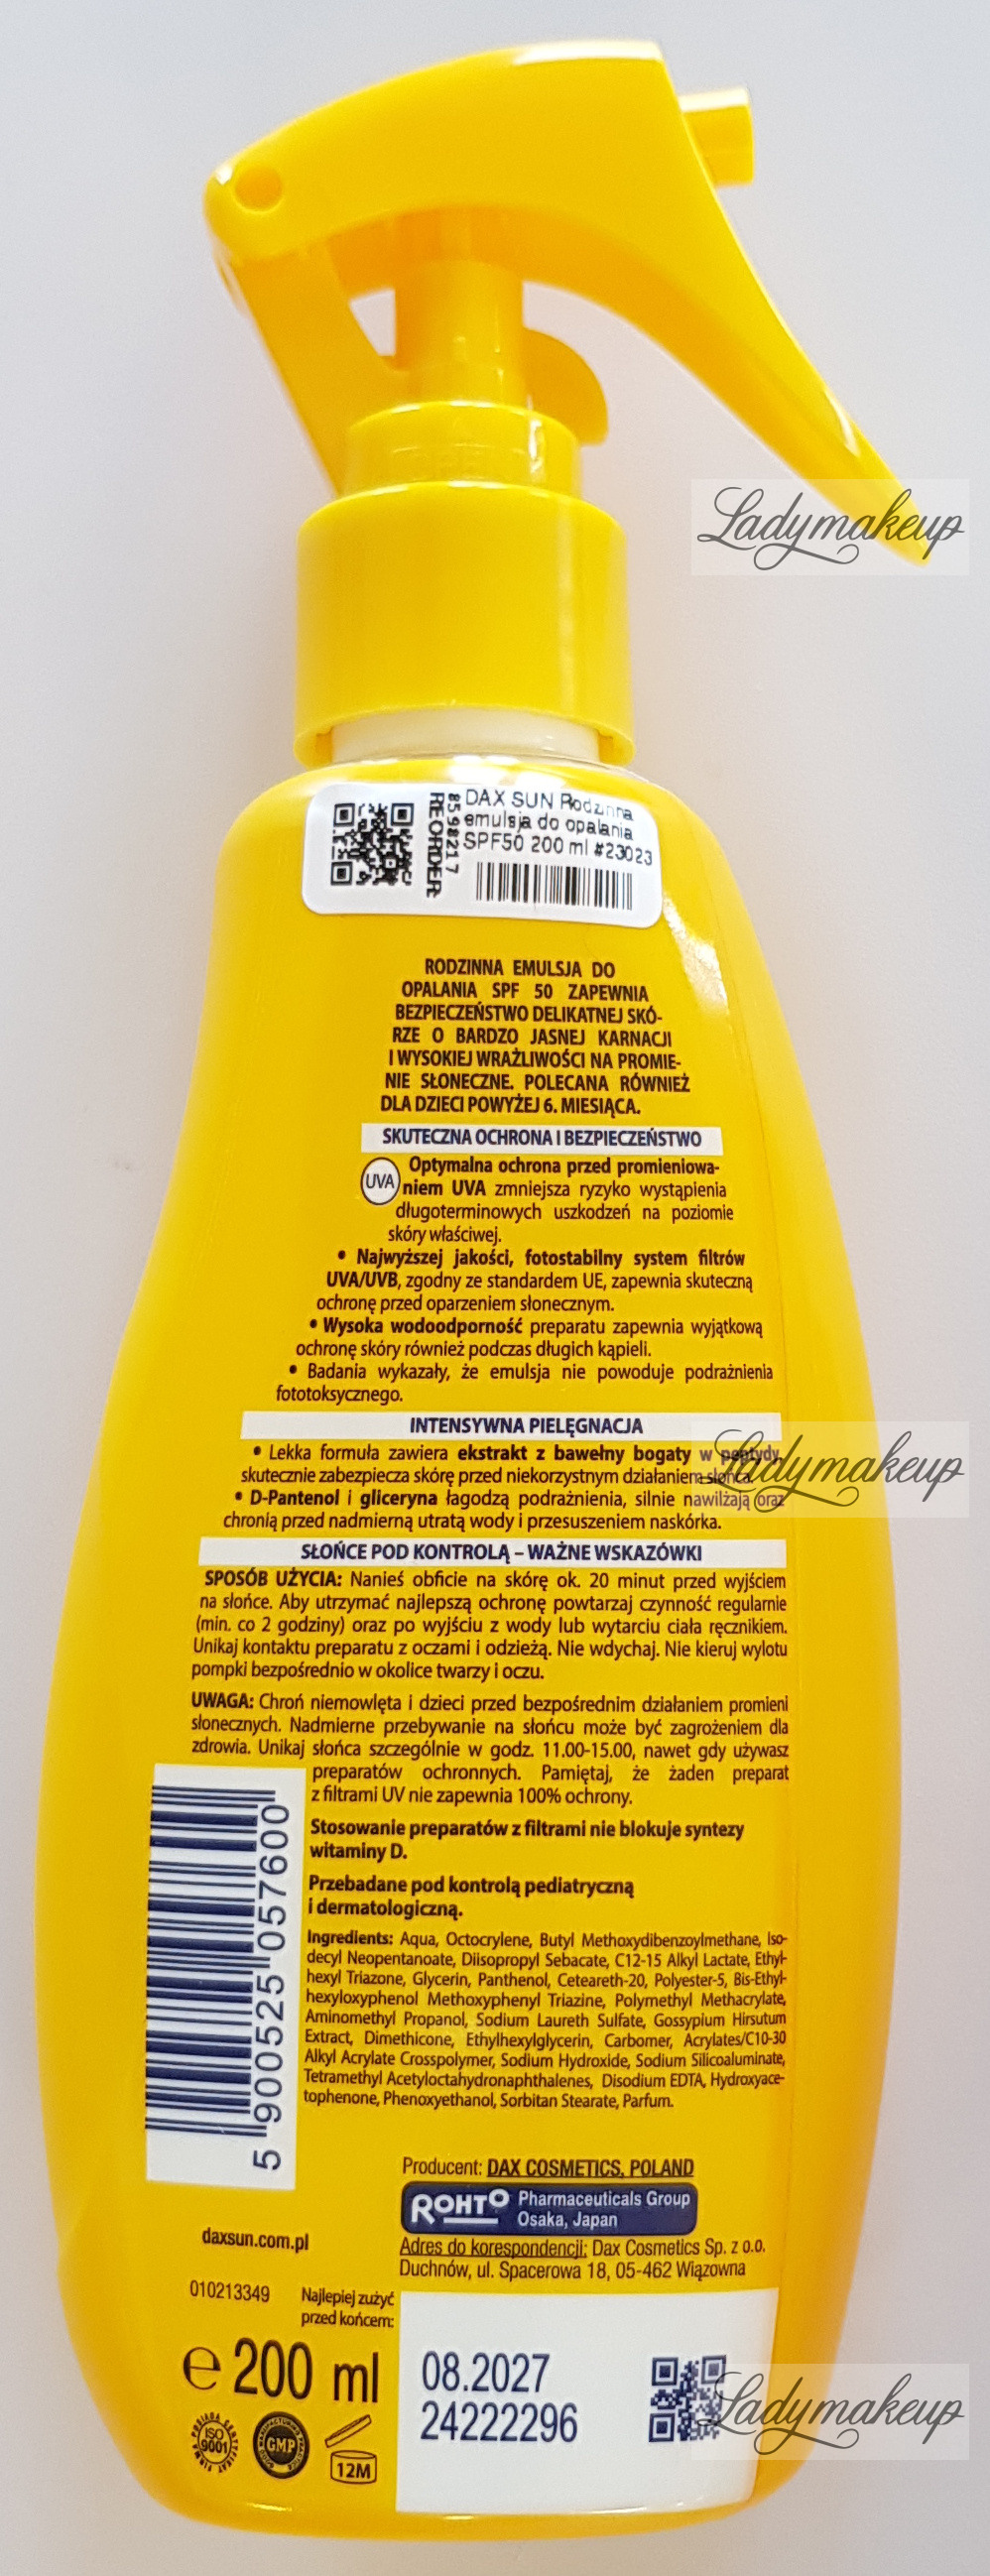 Ladymakeup
DAX SUN Rodzinna
emulsja do opalania
SPF50 200 ml #23023
8598217
REORDER
RODZINNA EMULSJA DO
OPALANIA SPF 50 ZAPEWNIA
BEZPIECZEŃSTWO DELIKATNEJ SKÓ-
RZE O BARDZO JASNEJ KARNACJI
I WYSOKIEJ WRAŻLIWOŚCI NA PROMIE-
NIE SŁONECZNE. POLECANA RÓWNIEŻ
DLA DZIECI POWYŻEJ 6. MIESIĄCA.
SKUTECZNA OCHRONA I BEZPIECZEŃSTWO
UVA
Optymalna ochrona przed promieniowa-
niem UVA zmniejsza ryzyko wystąpienia
długoterminowych uszkodzeń na poziomie
skóry właściwej.
• Najwyższej jakości, fotostabilny system filtrów
UVA/UVB, zgodny ze standardem UE, zapewnia skuteczną
ochronę przed oparzeniem słonecznym.
• Wysoka wodoodporność preparatu zapewnia wyjątkową
ochronę skóry również podczas długich kąpieli.
• Badania wykazały, że emulsja nie powoduje podrażnienia
fototoksycznego.
INTENSYWNA PIELĘGNACJA
• Lekka formuła zawiera ekstrakt z bawełny bogaty w peptydy,
skutecznie zabezpiecza skórę przed niekorzystnym działaniem słońca.
Ladymakeup
• D-Pantenol i gliceryna łagodzą podrażnienia, silnie nawilżają oraz
chronią przed nadmierną utratą wody i przesuszeniem naskórka.
SŁOŃCE POD KONTROLĄ – WAŻNE WSKAZÓWKI
SPOSÓB UŻYCIA: Nanieś obficie na skórę ok. 20 minut przed wyjściem
na słońce. Aby utrzymać najlepszą ochronę powtarzaj czynność regularnie
(min. co 2 godziny) oraz po wyjściu z wody lub wytarciu ciała ręcznikiem.
Unikaj kontaktu preparatu z oczami i odzieżą. Nie wdychaj. Nie kieruj wylotu
pompki bezpośrednio w okolice twarzy i oczu.
UWAGA: Chroń niemowlęta i dzieci przed bezpośrednim działaniem promieni
słonecznych. Nadmierne przebywanie na słońcu może być zagrożeniem dla
zdrowia. Unikaj słońca szczególnie w godz. 11.00-15.00, nawet gdy używasz
preparatów ochronnych. Pamiętaj, że żaden preparat
z filtrami UV nie zapewnia 100% ochrony.
Stosowanie preparatów z filtrami nie blokuje syntezy
witaminy D.
Przebadane pod kontrolą pediatryczną
i dermatologiczną.
Ingredients: Aqua, Octocrylene, Butyl Methoxydibenzoylmethane, Iso-
decyl Neopentanoate, Diisopropyl Sebacate, C12-15 Alkyl Lactate, Ethyl-
hexyl Triazone, Glycerin, Panthenol, Ceteareth-20, Polyester-5, Bis-Ethyl-
hexyloxyphenol Methoxyphenyl Triazine, Polymethyl Methacrylate,
Aminomethyl Propanol, Sodium Laureth Sulfate, Gossypium Hirsutum
Extract, Dimethicone, Ethylhexylglycerin, Carbomer, Acrylates/C10-30
Alkyl Acrylate Crosspolymer, Sodium Hydroxide, Sodium Silicoaluminate,
Tetramethyl Acetyloctahydronaphthalenes, Disodium EDTA, Hydroxyace-
tophenone, Phenoxyethanol, Sorbitan Stearate, Parfum.
5 900525 057600
Producent: DAX COSMETICS, POLAND
ROHTO Pharmaceuticals Group
Osaka, Japan
Adres do korespondencji: Dax Cosmetics Sp. z o.o.
Duchnów, ul. Spacerowa 18, 05-462 Wiązowna
daxsun.com.pl
010213349
Najlepiej zużyć
przed końcem:
08.2027
24222296
℮ 200 ml
FIRMA POSIADA CERTYFIKAT
ISO
9001
GOOD MANUFACTURING PRACTICE
GMP
12M
Ladymakeup